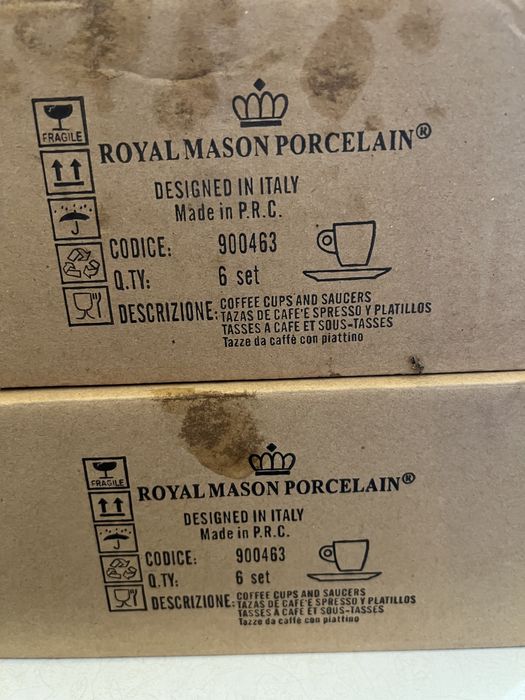 FRAGILE
ROYAL MASON PORCELAIN®
DESIGNED IN ITALY
Made in P.R.C.
CODICE: 900463
Q.TY: 6 set
DESCRIZIONE: COFFEE CUPS AND SAUCERS
TAZAS DE CAFE'E SPRESSO Y PLATILLOS
TASSES A CAFE ET SOUS-TASSES
Tazze da caffè con piattino
FRAGILE
ROYAL MASON PORCELAIN®
DESIGNED IN ITALY
Made in P.R.C.
CODICE: 900463
Q.TY: 6 set
DESCRIZIONE: COFFEE CUPS AND SAUCERS
TAZAS DE CAFE'E SPRESSO Y PLATILLOS
TASSES A CAFE ET SOUS-TASSES
Tazze da caffè con piattino